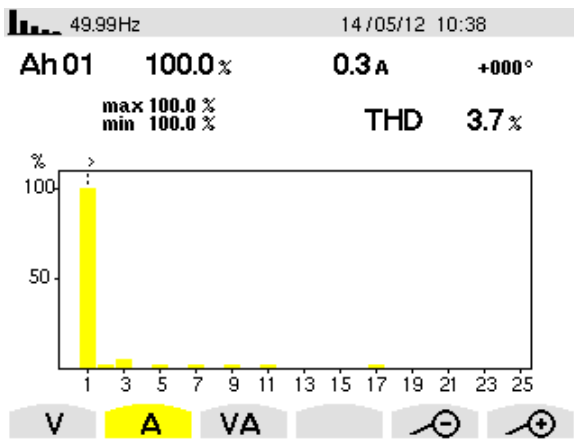 49.99Hz 14/05/12 10:38
Ah 01 100.0 % 0.3 A +000°
max 100.0 %
min 100.0 % THD 3.7 %
% >
100
50
1 3 5 7 9 11 13 15 17 19 21 23 25
V A VA